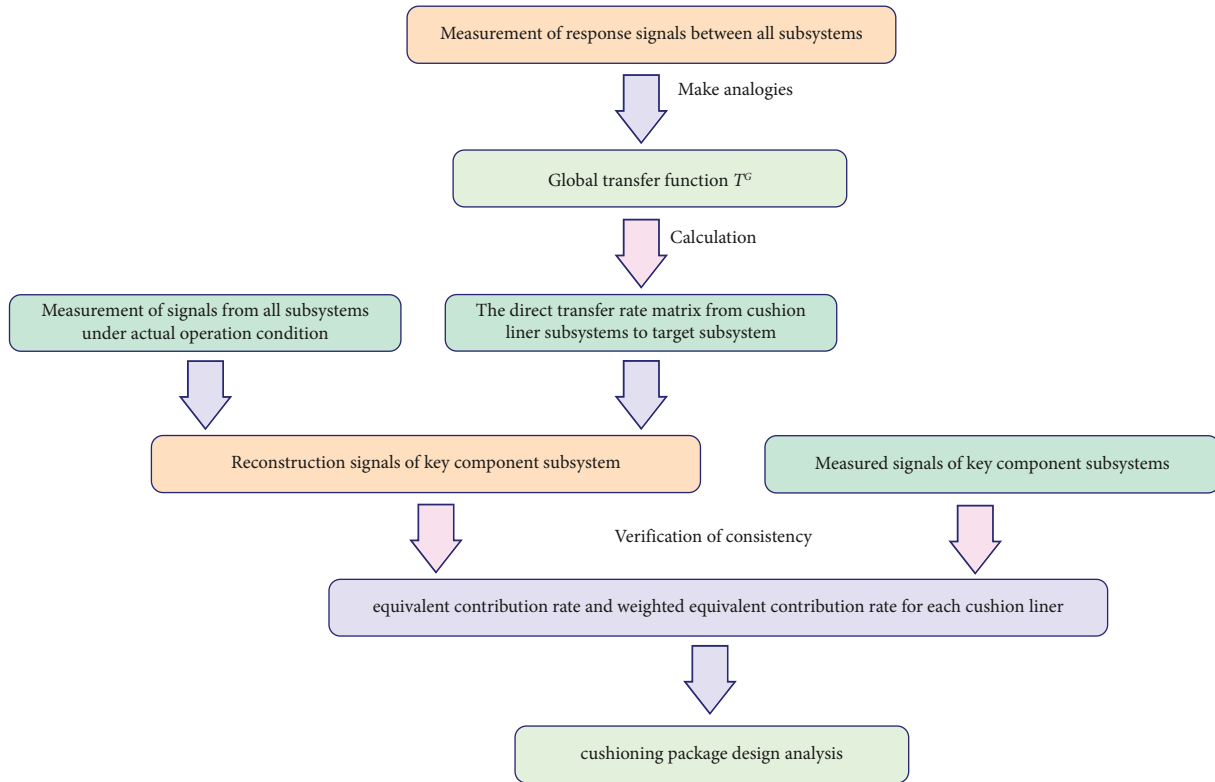 Measurement of response signals between all subsystems
Make analogies
Global transfer function T^G
Calculation
Measurement of signals from all subsystems
under actual operation condition
The direct transfer rate matrix from cushion
liner subsystems to target subsystem
Reconstruction signals of key component subsystem
Measured signals of key component subsystems
Verification of consistency
equivalent contribution rate and weighted equivalent contribution rate for each cushion liner
cushioning package design analysis